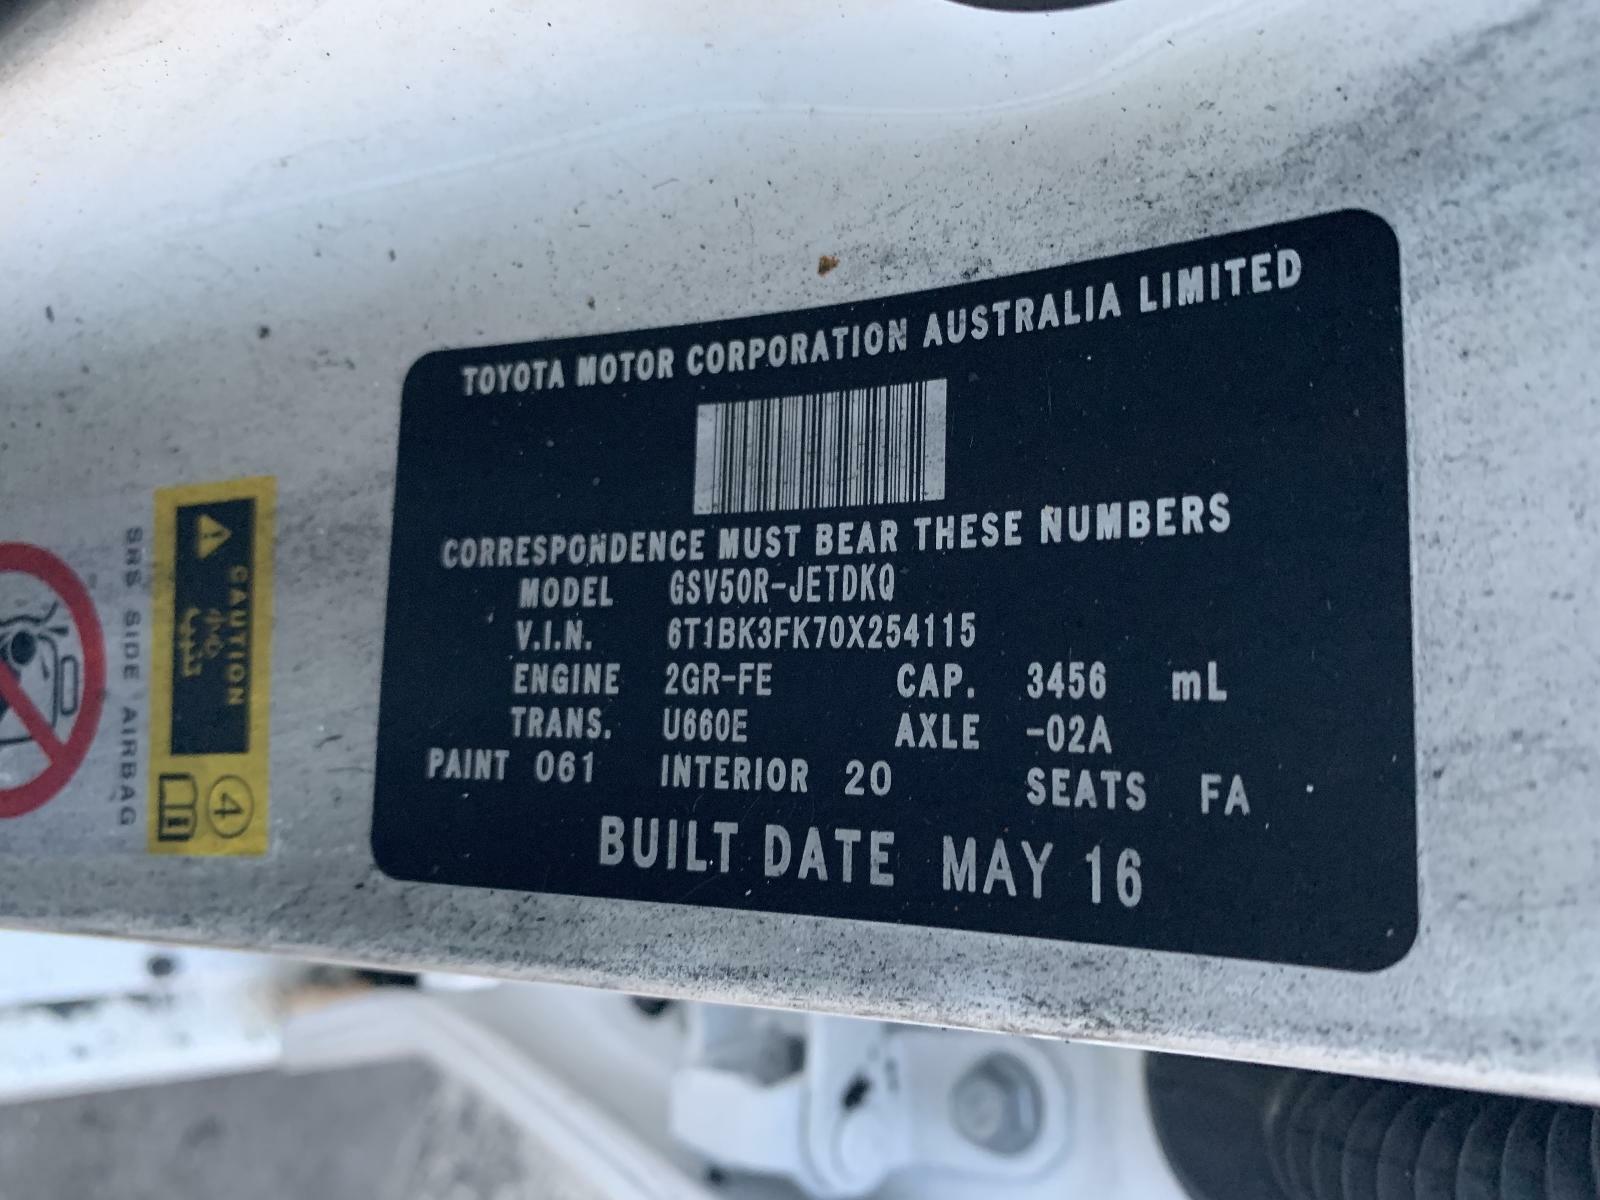 TOYOTA MOTOR CORPORATION AUSTRALIA LIMITED
CORRESPONDENCE MUST BEAR THESE NUMBERS
MODEL GSV50R-JETDKQ
V.I.N. 6T1BK3FK70X254115
ENGINE 2GR-FE CAP. 3456 mL
TRANS. U660E AXLE -02A
PAINT 061 INTERIOR 20 SEATS FA
BUILT DATE MAY 16
SRS SIDE AIRBAG
CAUTION
4